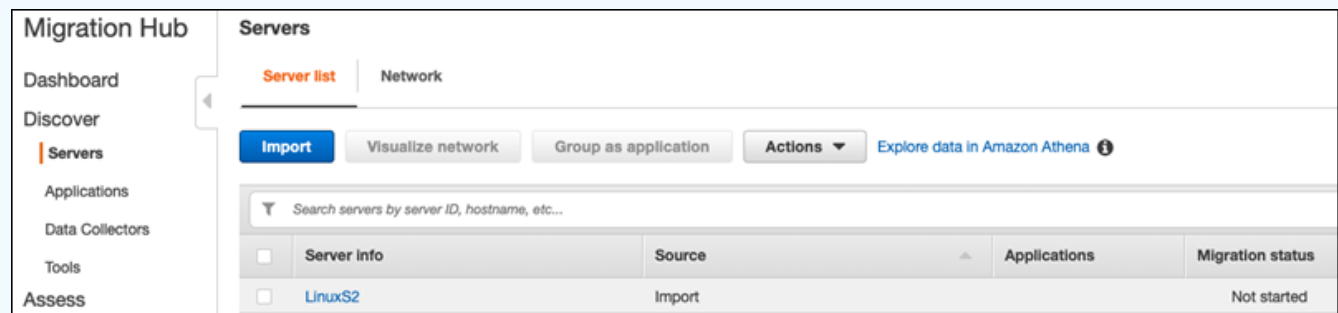 Migration Hub
Dashboard
Discover
Servers
Applications
Data Collectors
Tools
Assess
Servers
Server list Network
Import Visualize network Group as application Actions Explore data in Amazon Athena
Search servers by server ID, hostname, etc...
Server info Source Applications Migration status
LinuxS2 Import Not started